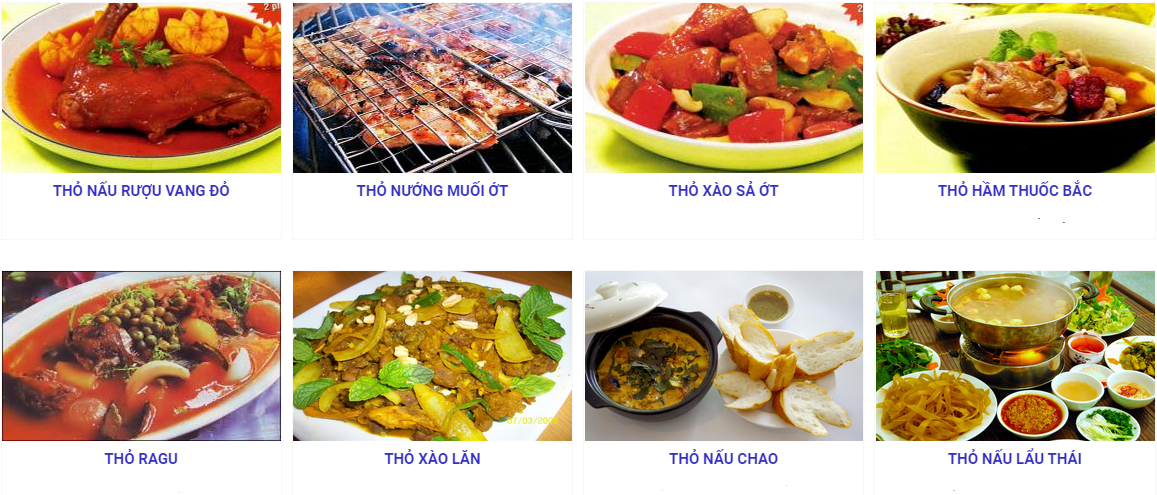 THỎ NẤU RƯỢU VANG ĐỎ
THỎ NƯỚNG MUỐI ỚT
THỎ XÀO SẢ ỚT
THỎ HẦM THUỐC BẮC
THỎ RAGU
THỎ XÀO LĂN
THỎ NẤU CHAO
THỎ NẤU LẨU THÁI